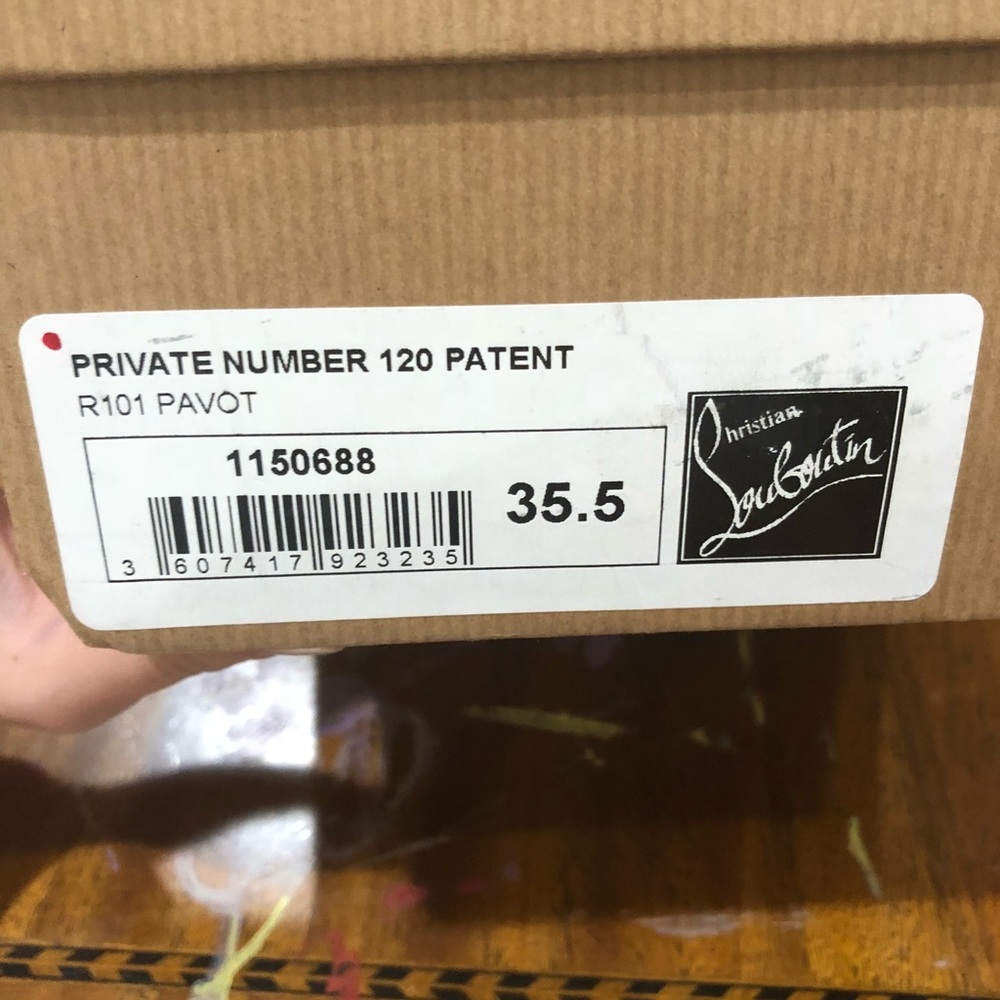 PRIVATE NUMBER 120 PATENT
R101 PAVOT
1150688
35.5
3 607417 923235
Christian
Louboutin